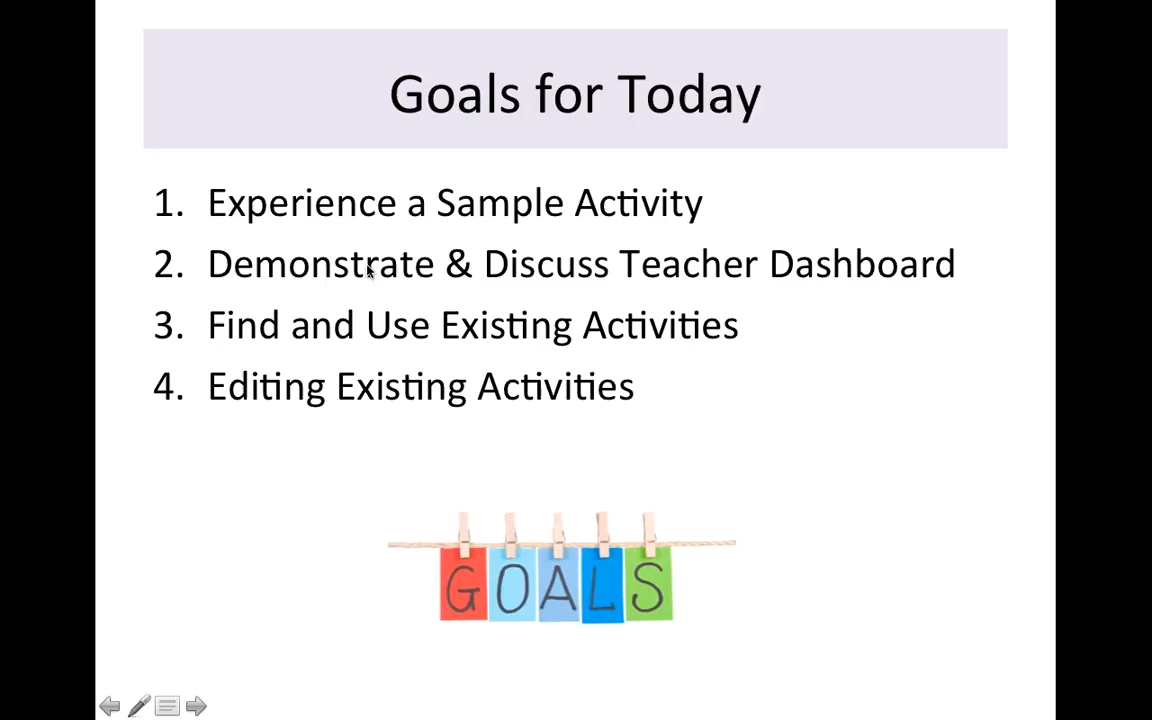 Goals for Today
1. Experience a Sample Activity
2. Demonstrate & Discuss Teacher Dashboard
3. Find and Use Existing Activities
4. Editing Existing Activities
GOALS